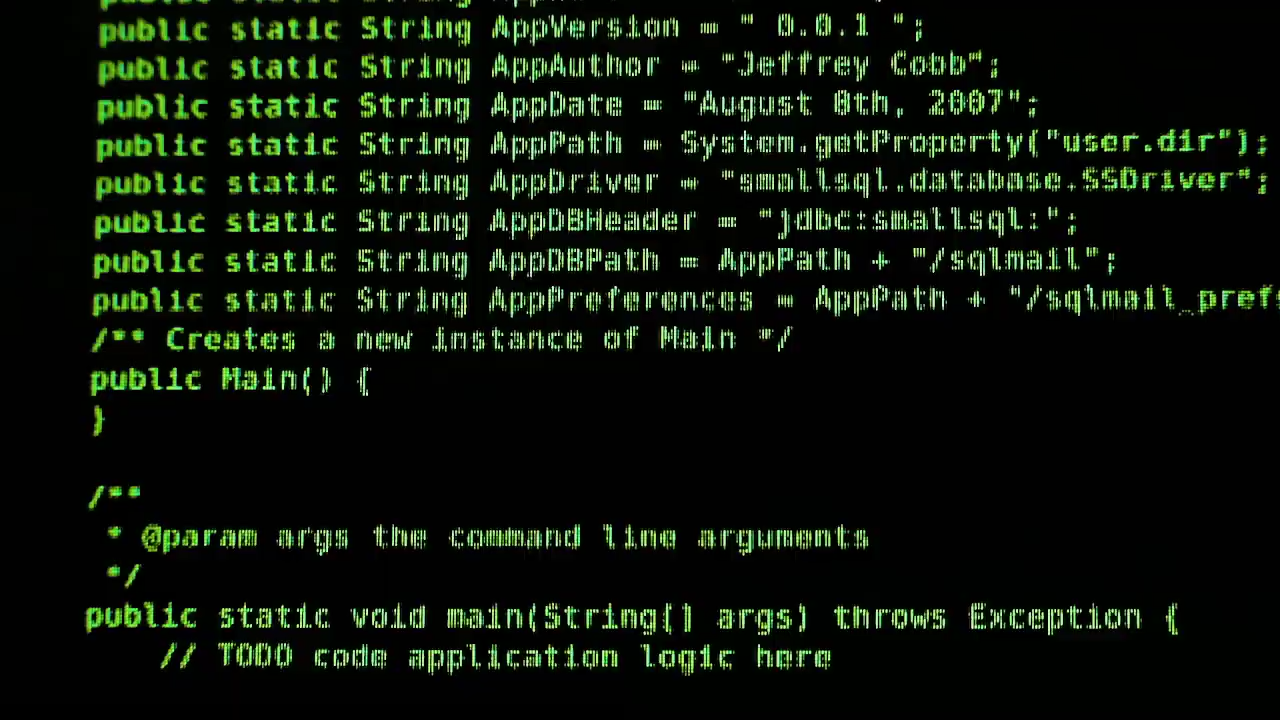 public static String
public static String AppVersion = " 0.0.1 ";
public static String AppAuthor = "Jeffrey Cobb";
public static String AppDate = "August 8th, 2007";
public static String AppPath = System.getProperty("user.dir");
public static String AppDriver = "smallsql.database.SSDriver";
public static String AppDBHeader = "jdbc:smallsql:";
public static String AppDBPath = AppPath + "/sqlmail";
public static String AppPreferences = AppPath + "/sqlmail_pref
/** Creates a new instance of Main */
public Main() {
}
/**
* @param args the command line arguments
*/
public static void main(String[] args) throws Exception {
// TODO code application logic here